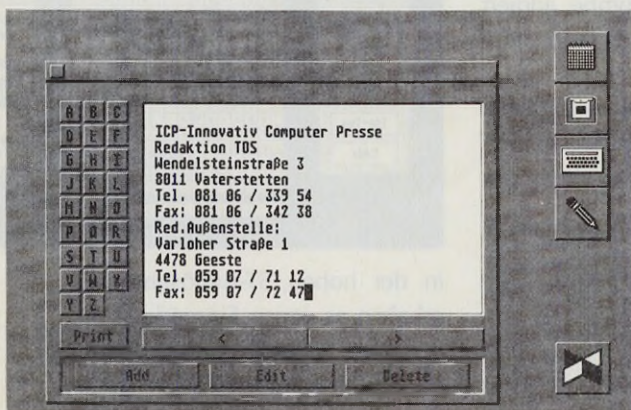 A B C
D E F
G H I
J K L
M N O
P Q R
S T U
V W X
Y Z
ICP-Innovativ Computer Presse
Redaktion TOS
Wendelsteinstraße 3
8011 Vaterstetten
Tel. 081 06 / 339 54
Fax: 081 06 / 342 38
Red.Außenstelle:
Varloher Straße 1
4478 Geeste
Tel. 059 07 / 71 12
Fax: 059 07 / 72 47
Print < >
Add Edit Delete